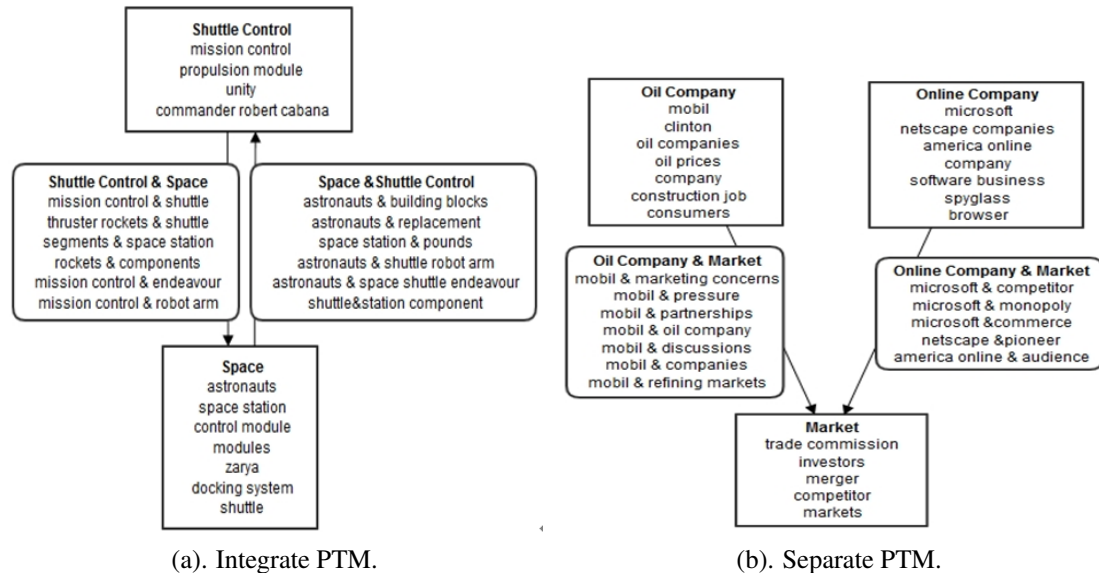 Shuttle Control
mission control
propulsion module
unity
commander robert cabana
Shuttle Control & Space
mission control & shuttle
thruster rockets & shuttle
segments & space station
rockets & components
mission control & endeavour
mission control & robot arm
Space &Shuttle Control
astronauts & building blocks
astronauts & replacement
space station & pounds
astronauts & shuttle robot arm
astronauts & space shuttle endeavour
shuttle&station component
Space
astronauts
space station
control module
modules
zarya
docking system
shuttle
(a). Integrate PTM.
Oil Company
mobil
clinton
oil companies
oil prices
company
construction job
consumers
Online Company
microsoft
netscape companies
america online
company
software business
spyglass
browser
Oil Company & Market
mobil & marketing concerns
mobil & pressure
mobil & partnerships
mobil & oil company
mobil & discussions
mobil & companies
mobil & refining markets
Online Company & Market
microsoft & competitor
microsoft & monopoly
microsoft &commerce
netscape &pioneer
america online & audience
Market
trade commission
investors
merger
competitor
markets
(b). Separate PTM.